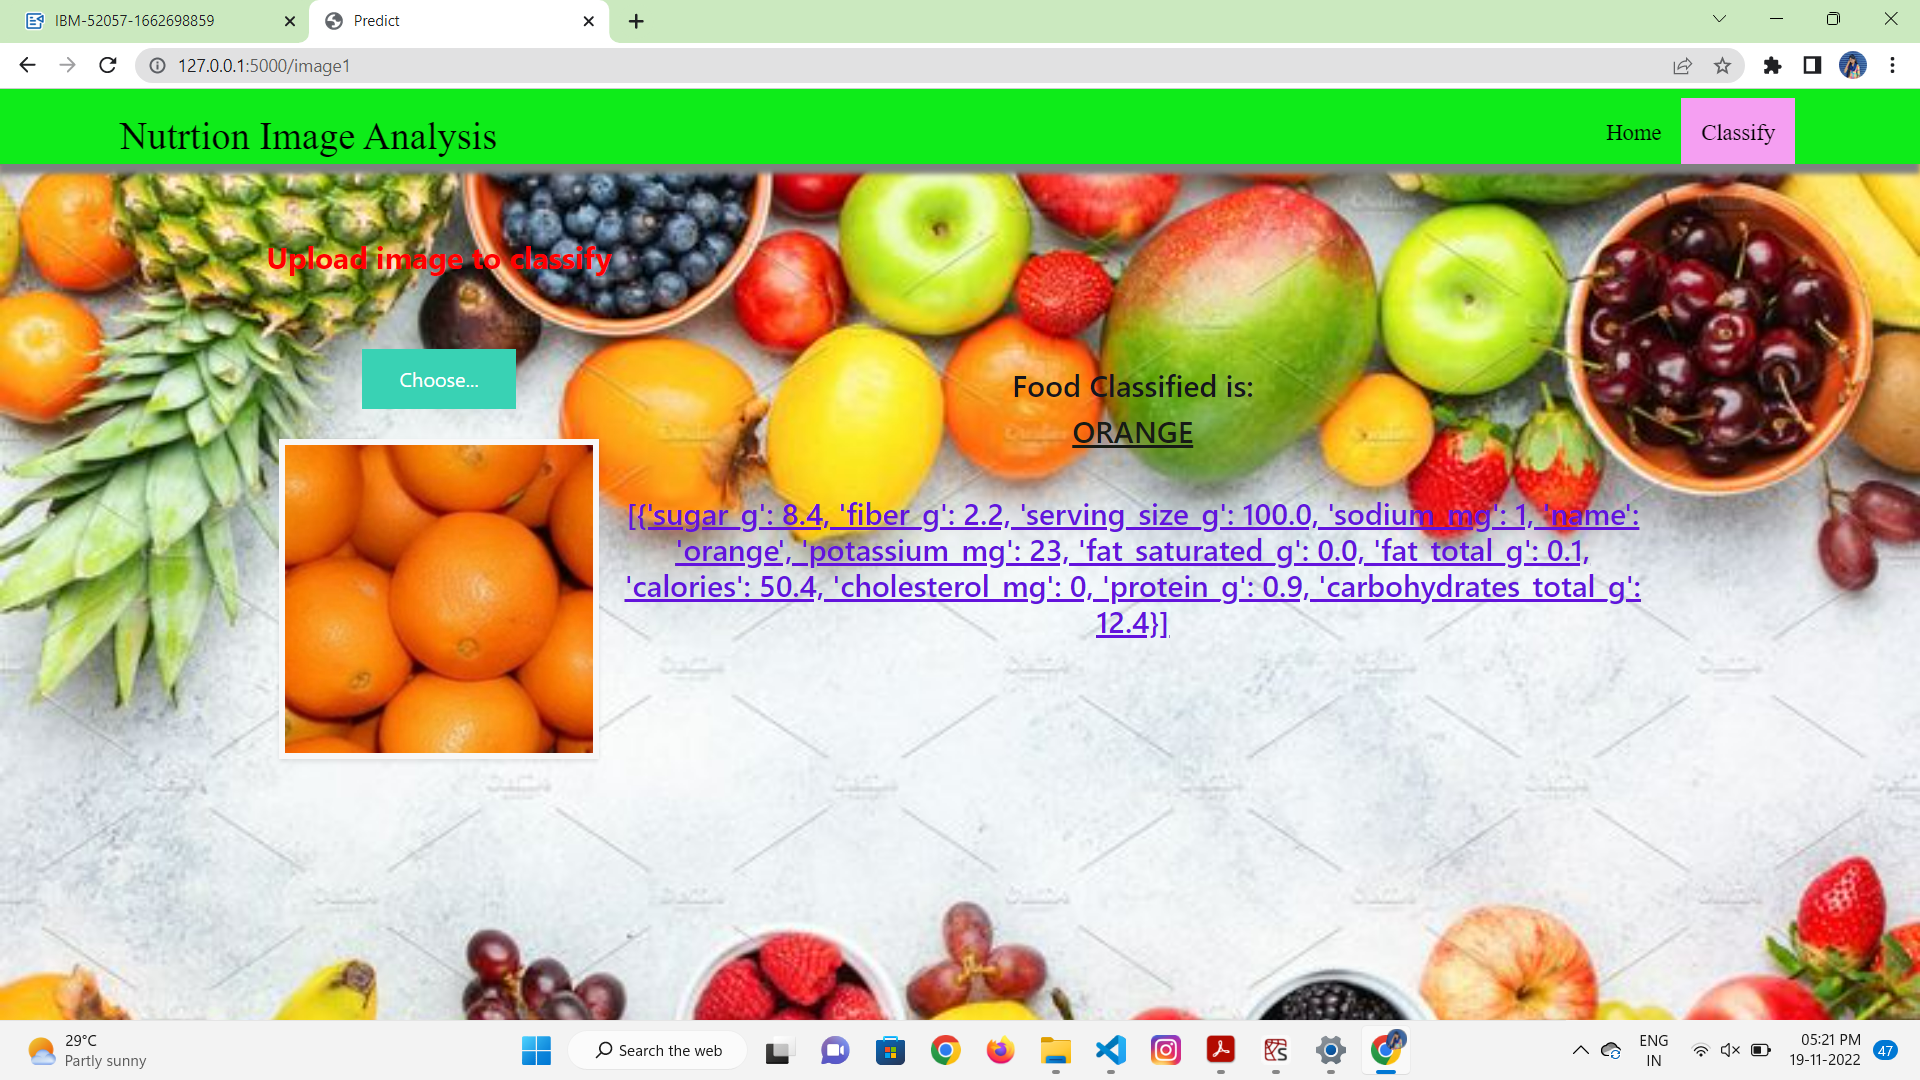 IBM-52057-1662698859
Predict
127.0.0.1:5000/image1
Nutrtion Image Analysis
Home
Classify
Upload image to classify
Choose...
Food Classified is:
ORANGE
[{'sugar_g': 8.4, 'fiber_g': 2.2, 'serving_size_g': 100.0, 'sodium_mg': 1, 'name':
'orange', 'potassium_mg': 23, 'fat_saturated_g': 0.0, 'fat_total_g': 0.1,
'calories': 50.4, 'cholesterol_mg': 0, 'protein_g': 0.9, 'carbohydrates_total_g':
12.4}]
29°C
Partly sunny
Search the web
ENG
IN
05:21 PM
19-11-2022
47